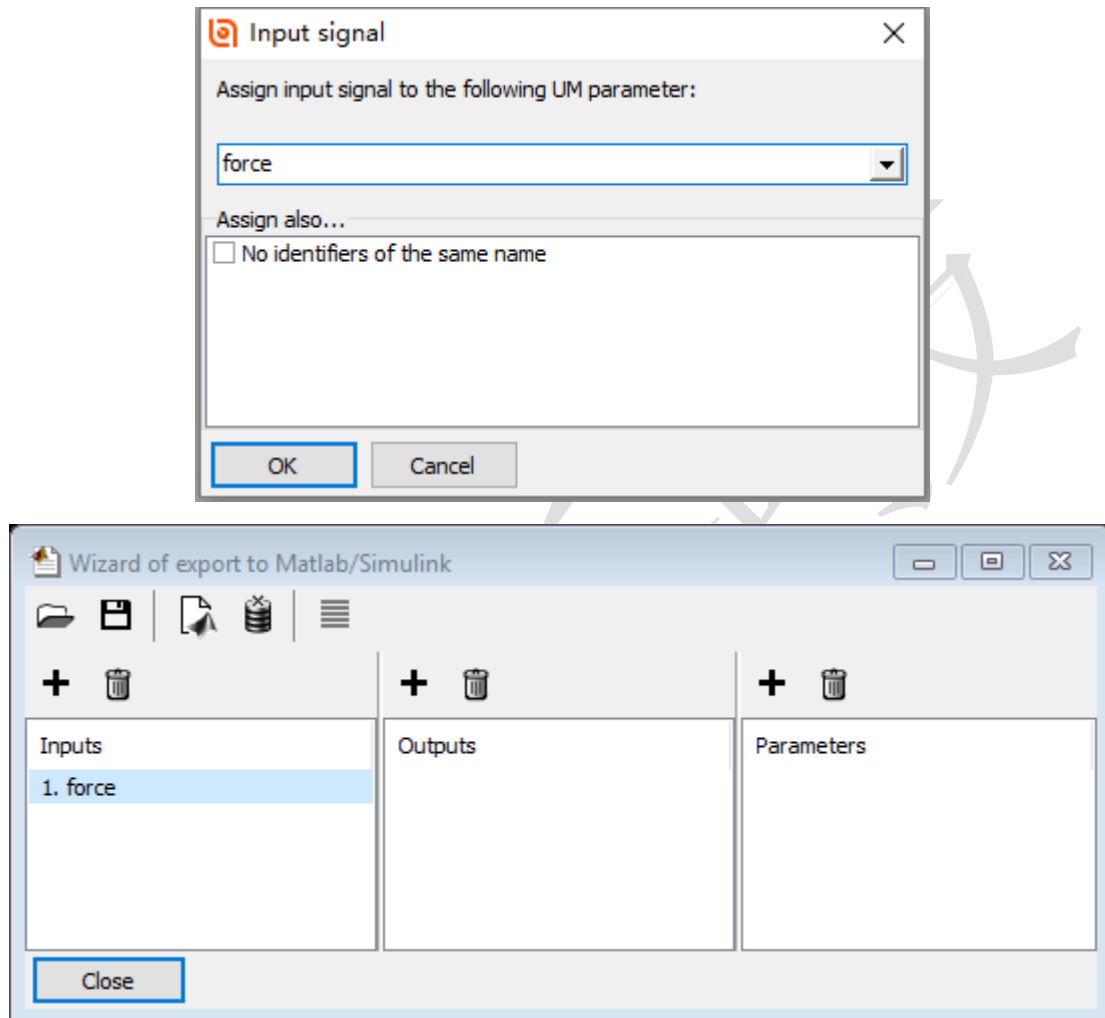 Input signal
Assign input signal to the following UM parameter:
force
Assign also...
No identifiers of the same name
OK Cancel
Wizard of export to Matlab/Simulink
Inputs Outputs Parameters
1. force
Close